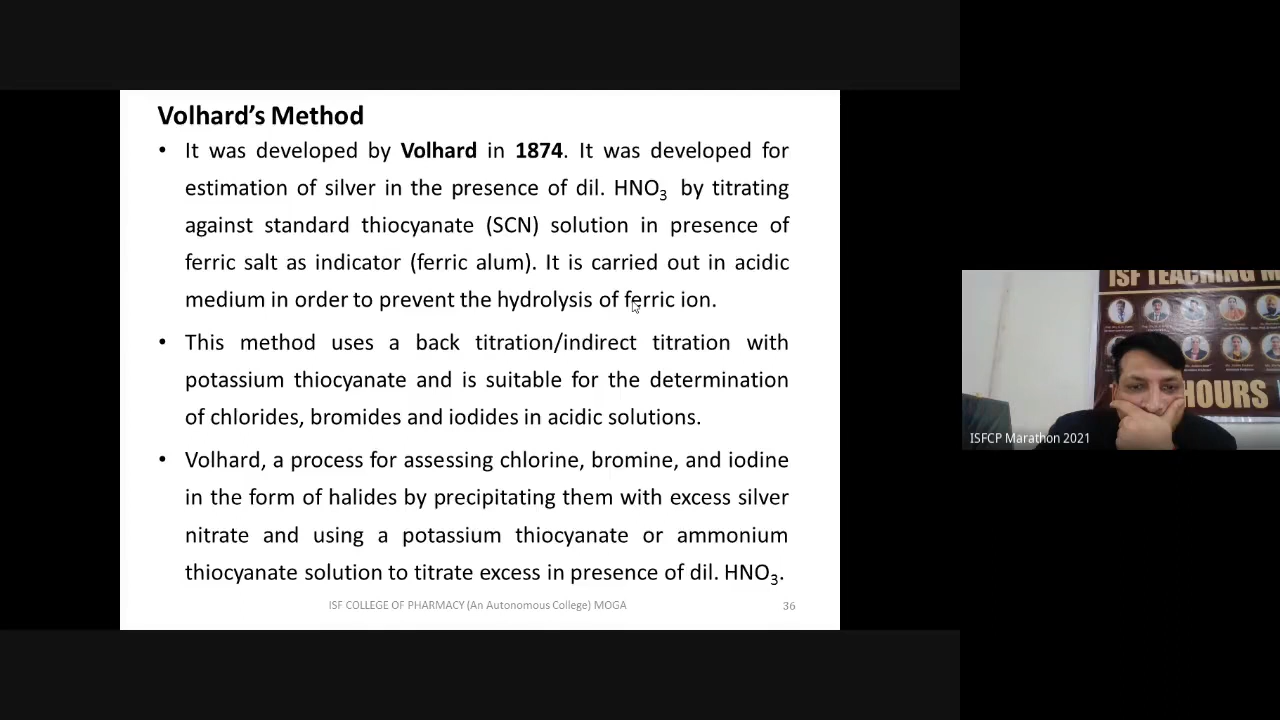 Volhard's Method
• It was developed by Volhard in 1874. It was developed for
estimation of silver in the presence of dil. HNO₃ by titrating
against standard thiocyanate (SCN) solution in presence of
ferric salt as indicator (ferric alum). It is carried out in acidic
medium in order to prevent the hydrolysis of ferric ion.
• This method uses a back titration/indirect titration with
potassium thiocyanate and is suitable for the determination
of chlorides, bromides and iodides in acidic solutions.
• Volhard, a process for assessing chlorine, bromine, and iodine
in the form of halides by precipitating them with excess silver
nitrate and using a potassium thiocyanate or ammonium
thiocyanate solution to titrate excess in presence of dil. HNO₃.
ISF COLLEGE OF PHARMACY (An Autonomous College) MOGA
36
ISF TEACHING
HOURS
ISFCP Marathon 2021